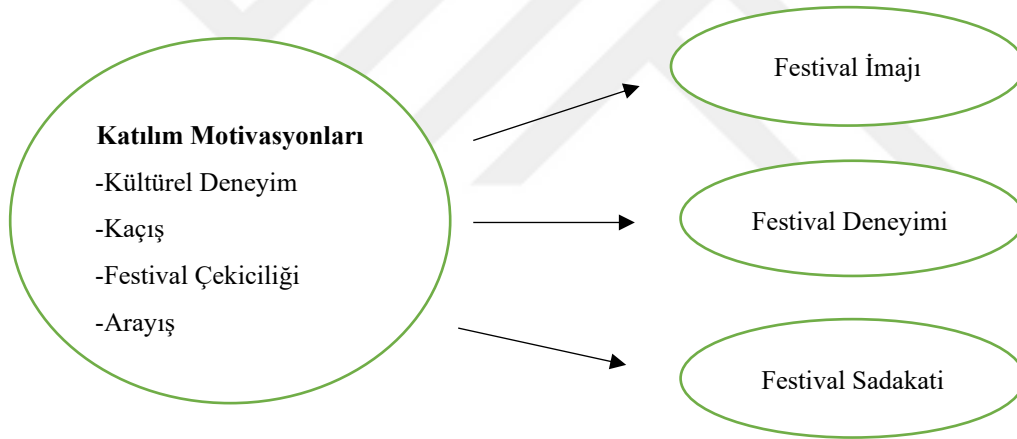 Katılım Motivasyonları
-Kültürel Deneyim
-Kaçış
-Festival Çekiciliği
-Arayış
Festival İmajı
Festival Deneyimi
Festival Sadakati